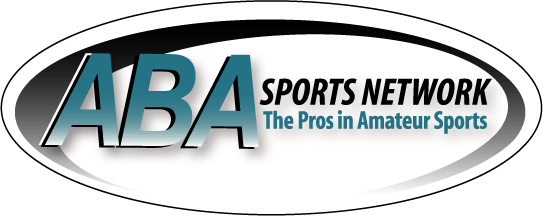 ABA
SPORTS NETWORK
The Pros in Amateur Sports